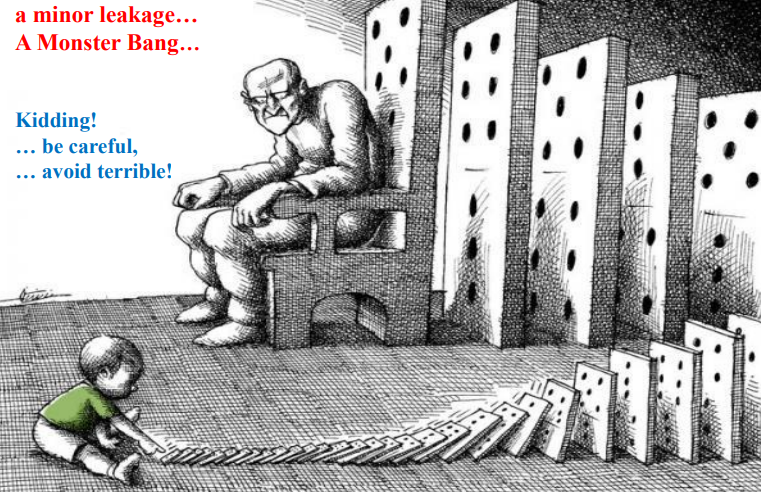 a minor leakage…
A Monster Bang…
Kidding!
… be careful,
… avoid terrible!